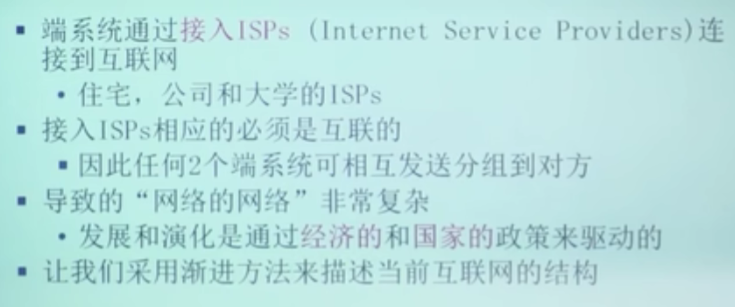 ▪ 端系统通过接入ISPs (Internet Service Providers)连
接到互联网
• 住宅，公司和大学的ISPs
▪ 接入ISPs相应的必须是互联的
▪ 因此任何2个端系统可相互发送分组到对方
▪ 导致的“网络的网络”非常复杂
• 发展和演化是通过经济的和国家的政策来驱动的
▪ 让我们采用渐进方法来描述当前互联网的结构